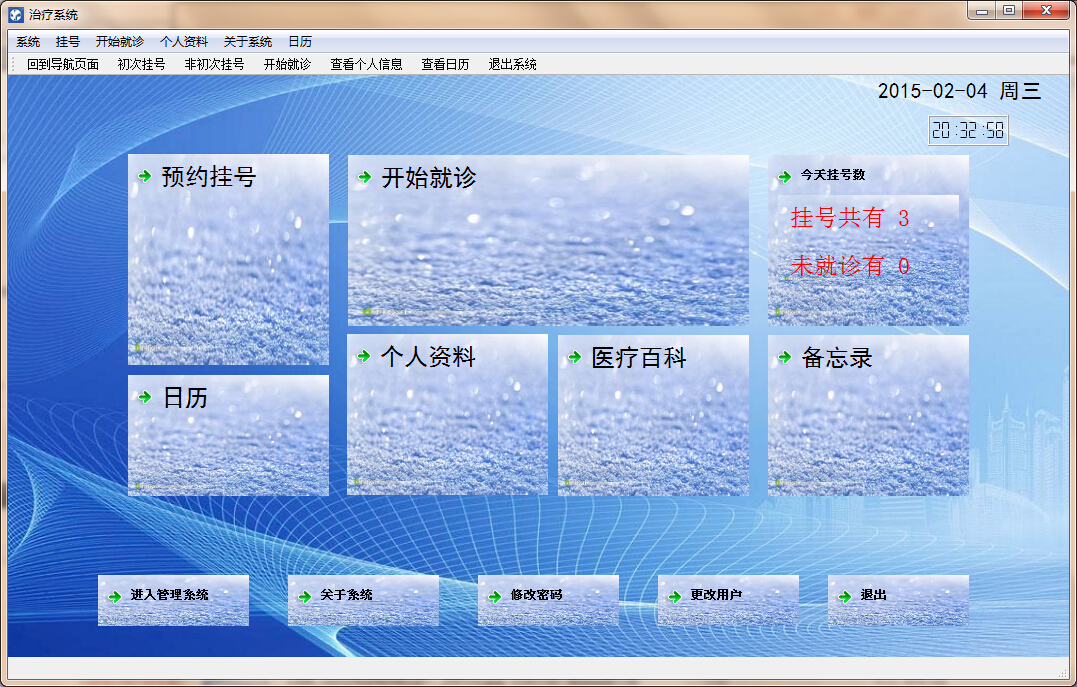 治疗系统
系统 挂号 开始就诊 个人资料 关于系统 日历
回到导航页面 初次挂号 非初次挂号 开始就诊 查看个人信息 查看日历 退出系统
2015-02-04 周三
20:32:58
预约挂号
开始就诊
今天挂号数
挂号共有 3
未就诊有 0
日历
个人资料
医疗百科
备忘录
进入管理系统
关于系统
修改密码
更改用户
退出